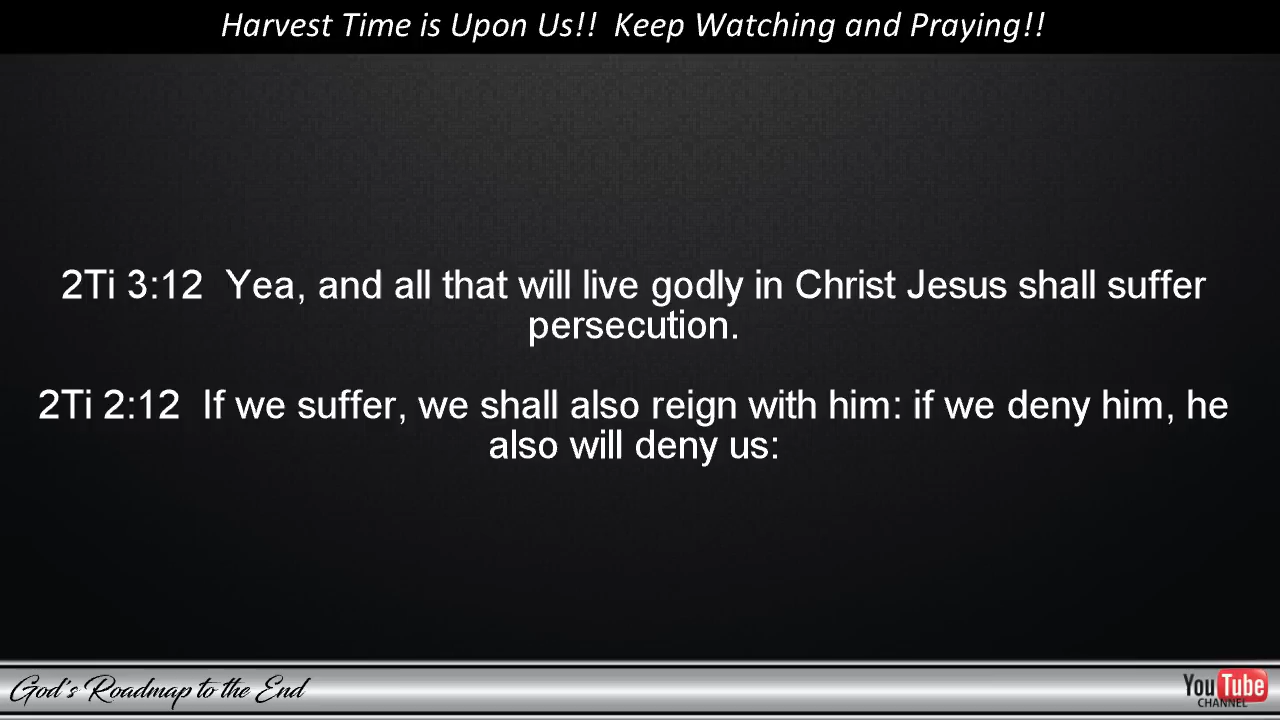 Harvest Time is Upon Us!!  Keep Watching and Praying!!
2Ti 3:12  Yea, and all that will live godly in Christ Jesus shall suffer
persecution.
2Ti 2:12  If we suffer, we shall also reign with him: if we deny him, he
also will deny us:
God's Roadmap to the End
YouTube
CHANNEL